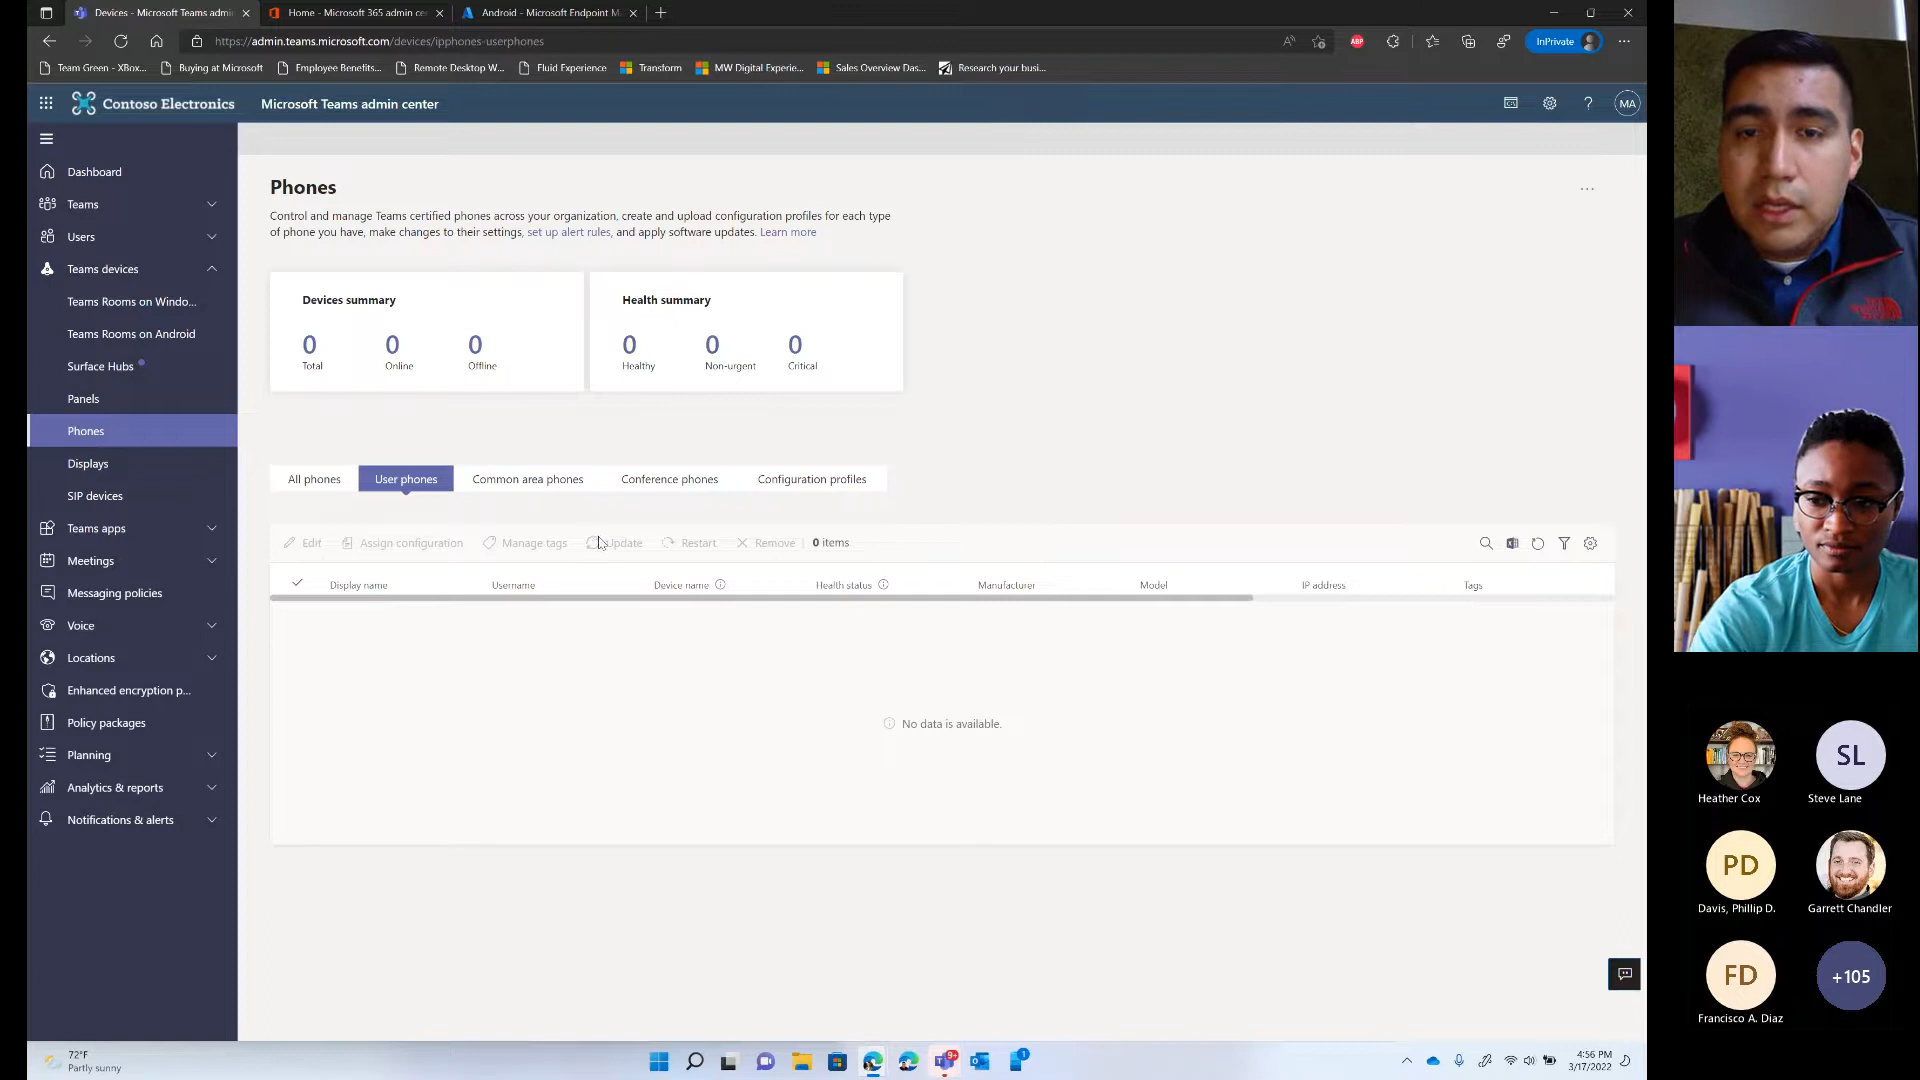 Devices - Microsoft Teams admin
Home - Microsoft 365 admin ce
Android - Microsoft Endpoint M
https://admin.teams.microsoft.com/devices/ipphones-userphones
ABP
InPrivate
Team Green - XBox...
Buying at Microsoft
Employee Benefits...
Remote Desktop W...
Fluid Experience
Transform
MW Digital Experie...
Sales Overview Das...
Research your busi...
Contoso Electronics
Microsoft Teams admin center
MA
Dashboard
Teams
Users
Teams devices
Teams Rooms on Windo...
Teams Rooms on Android
Surface Hubs
Panels
Phones
Displays
SIP devices
Teams apps
Meetings
Messaging policies
Voice
Locations
Enhanced encryption p...
Policy packages
Planning
Analytics & reports
Notifications & alerts
Phones
Control and manage Teams certified phones across your organization, create and upload configuration profiles for each type
of phone you have, make changes to their settings, set up alert rules, and apply software updates. Learn more
Devices summary
0 0 0
Total Online Offline
Health summary
0 0 0
Healthy Non-urgent Critical
All phones User phones Common area phones Conference phones Configuration profiles
Edit Assign configuration Manage tags Update Restart Remove 0 items
Display name Username Device name Health status Manufacturer Model IP address Tags
No data is available.
Heather Cox
SL
Steve Lane
PD
Davis, Phillip D.
Garrett Chandler
FD
Francisco A. Diaz
+105
72°F
Partly sunny
9+
1
4:56 PM
3/17/2022